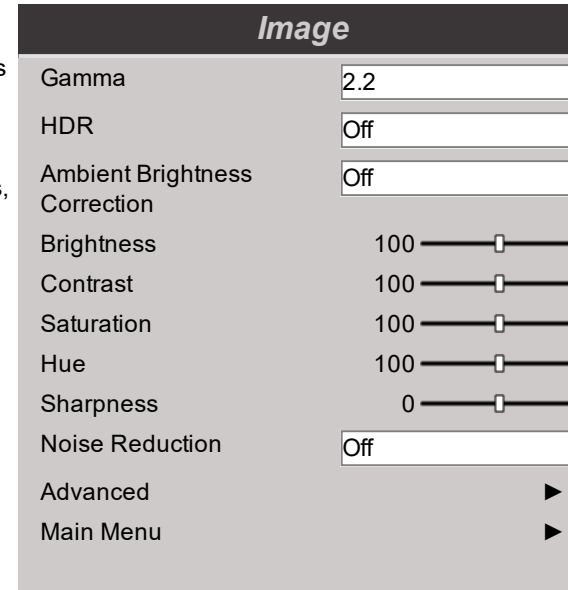 Image
Gamma 2.2
HDR Off
Ambient Brightness Off
Correction
Brightness 100
Contrast 100
Saturation 100
Hue 100
Sharpness 0
Noise Reduction Off
Advanced
Main Menu